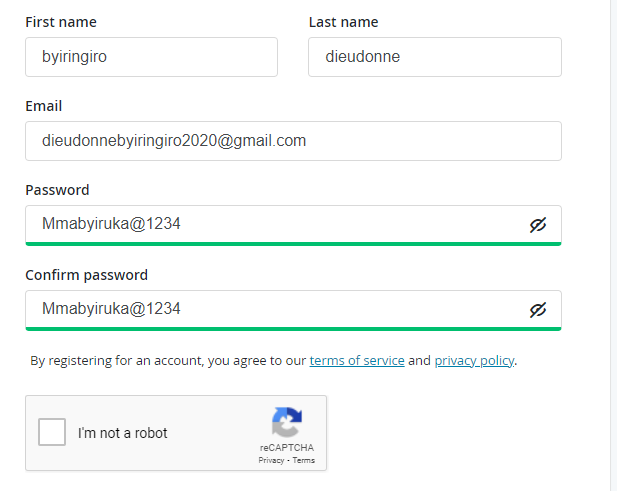 First name Last name
byiringiro dieudonne
Email
dieudonnebyiringiro2020@gmail.com
Password
Mmabyiruka@1234
Confirm password
Mmabyiruka@1234
By registering for an account, you agree to our terms of service and privacy policy.
I'm not a robot
reCAPTCHA
Privacy - Terms